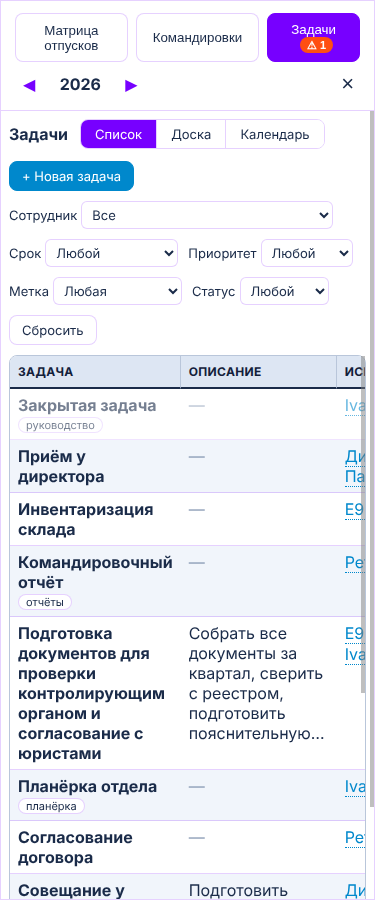 Матрица
отпусков
Командировки
Задачи
⚠ 1
◀ 2026 ▶ ×
Задачи Список Доска Календарь
+ Новая задача
Сотрудник Все
Срок Любой Приоритет Любой
Метка Любая Статус Любой
Сбросить
ЗАДАЧА ОПИСАНИЕ
Закрытая задача —
руководство
Приём у —
директора
Инвентаризация —
склада
Командировочный —
отчёт
отчёты
Подготовка Собрать все
документов для документы за
проверки квартал, сверить
контролирующим с реестром,
органом и подготовить
согласование с пояснительную...
юристами
Планёрка отдела —
планёрка
Согласование —
договора
Совещание у Подготовить